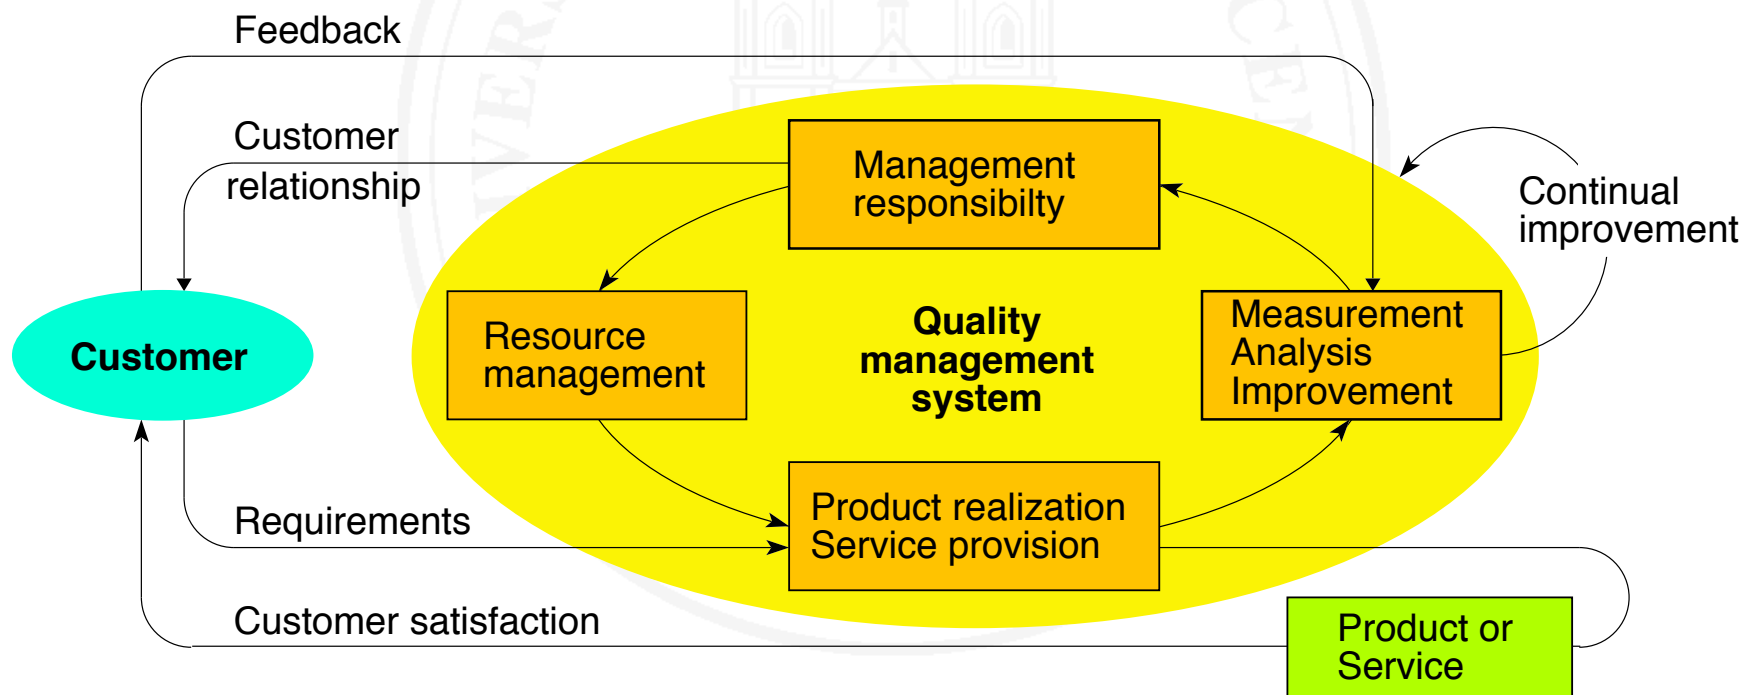 Feedback
Customer
relationship
Management
responsibilty
Continual
improvement
Customer
Resource
management
Quality
management
system
Measurement
Analysis
Improvement
Requirements
Product realization
Service provision
Customer satisfaction
Product or
Service